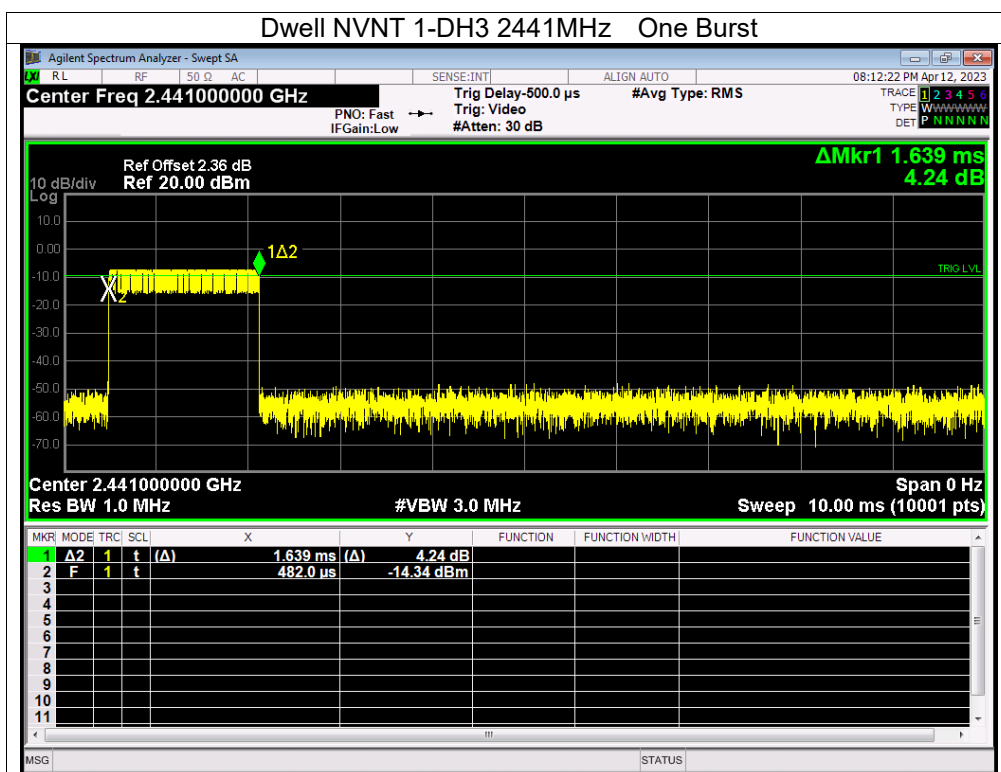 Dwell NVNT 1-DH3 2441MHz One Burst
Agilent Spectrum Analyzer - Swept SA
LXI RL RF 50 Ω AC SENSE:INT ALIGN AUTO 08:12:22 PM Apr 12, 2023
Center Freq 2.441000000 GHz
PNO: Fast
IFGain:Low
Trig Delay-500.0 µs
Trig: Video
#Atten: 30 dB
#Avg Type: RMS
TRACE 1 2 3 4 5 6
TYPE WWWWWW
DET P N N N N N
ΔMkr1 1.639 ms
4.24 dB
Ref Offset 2.36 dB
10 dB/div Ref 20.00 dBm
Log
10.0
0.00
-10.0
-20.0
-30.0
-40.0
-50.0
-60.0
-70.0
1Δ2
X2
TRIG LVL
Center 2.441000000 GHz Span 0 Hz
Res BW 1.0 MHz #VBW 3.0 MHz Sweep 10.00 ms (10001 pts)
MKR MODE TRC SCL X Y FUNCTION FUNCTION WIDTH FUNCTION VALUE
1 Δ2 1 t (Δ) 1.639 ms (Δ) 4.24 dB
2 F 1 t 482.0 µs -14.34 dBm
3
4
5
6
7
8
9
10
11
MSG STATUS